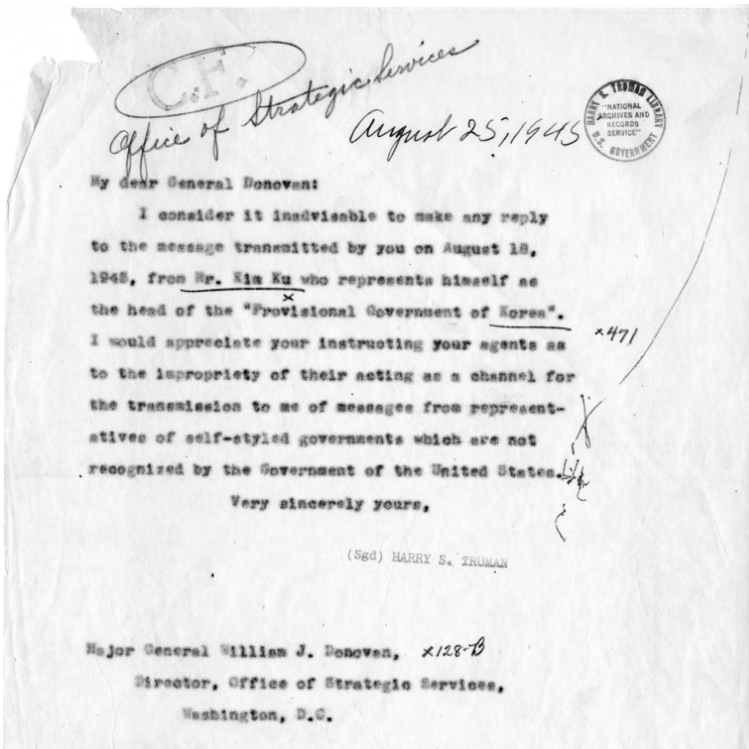 C.F.
Office of Strategic Services
August 25, 1945
HARRY S. TRUMAN LIBRARY
"NATIONAL
ARCHIVES AND
RECORDS
SERVICE"
U.S. GOVERNMENT
My dear General Donovan:
I consider it inadvisable to make any reply
to the message transmitted by you on August 18,
1945, from Mr. Kim Ku who represents himself as
x
the head of the "Provisional Government of Korea".
x471
I would appreciate your instructing your agents as
to the impropriety of their acting as a channel for
the transmission to me of messages from represent-
atives of self-styled governments which are not
recognized by the Government of the United States.
Very sincerely yours,
(Sgd) HARRY S. TRUMAN
Major General William J. Donovan, x128-B
Director, Office of Strategic Services,
Washington, D.C.